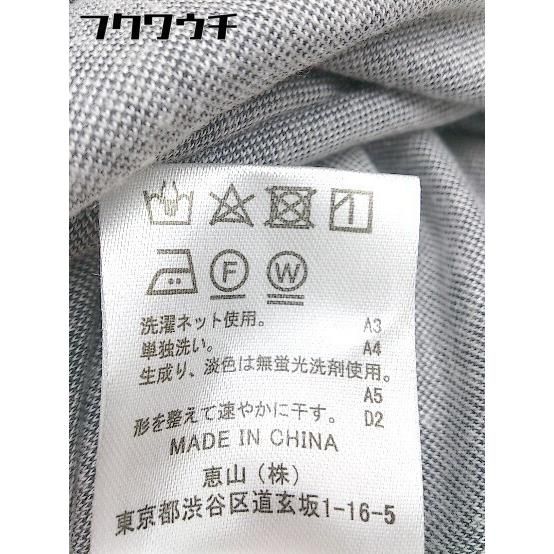 フクワウチ
F W
洗濯ネット使用。 A3
単独洗い。 A4
生成り、淡色は無蛍光洗剤使用。
A5
形を整えて速やかに干す。 D2
MADE IN CHINA
恵山（株）
東京都渋谷区道玄坂1-16-5